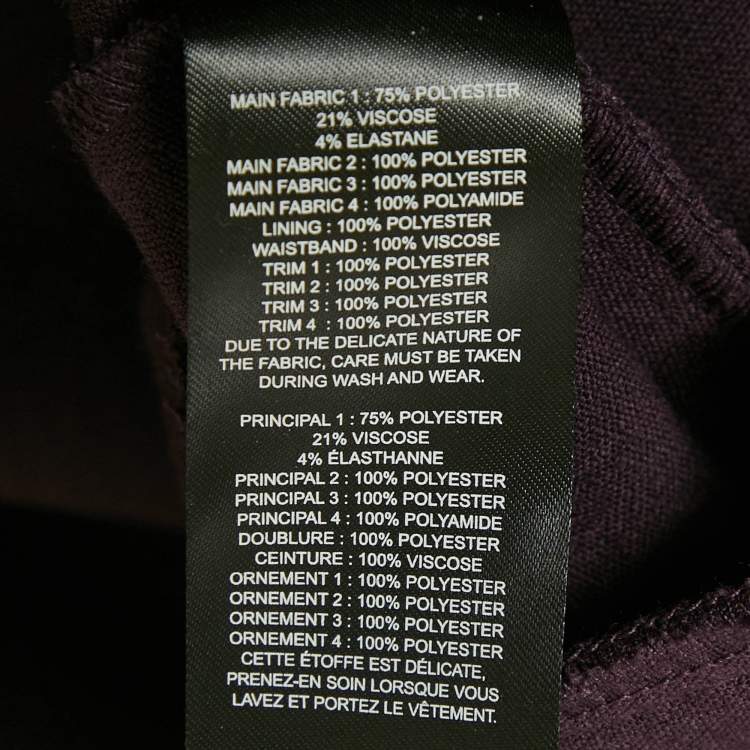 MAIN FABRIC 1 : 75% POLYESTER
21% VISCOSE
4% ELASTANE
MAIN FABRIC 2 : 100% POLYESTER
MAIN FABRIC 3 : 100% POLYESTER
MAIN FABRIC 4 : 100% POLYAMIDE
LINING : 100% POLYESTER
WAISTBAND : 100% VISCOSE
TRIM 1 : 100% POLYESTER
TRIM 2 : 100% POLYESTER
TRIM 3 : 100% POLYESTER
TRIM 4 : 100% POLYESTER
DUE TO THE DELICATE NATURE OF
THE FABRIC, CARE MUST BE TAKEN
DURING WASH AND WEAR.
PRINCIPAL 1 : 75% POLYESTER
21% VISCOSE
4% ÉLASTHANNE
PRINCIPAL 2 : 100% POLYESTER
PRINCIPAL 3 : 100% POLYESTER
PRINCIPAL 4 : 100% POLYAMIDE
DOUBLURE : 100% POLYESTER
CEINTURE : 100% VISCOSE
ORNEMENT 1 : 100% POLYESTER
ORNEMENT 2 : 100% POLYESTER
ORNEMENT 3 : 100% POLYESTER
ORNEMENT 4 : 100% POLYESTER
CETTE ÉTOFFE EST DÉLICATE,
PRENEZ-EN SOIN LORSQUE VOUS
LAVEZ ET PORTEZ LE VÊTEMENT.